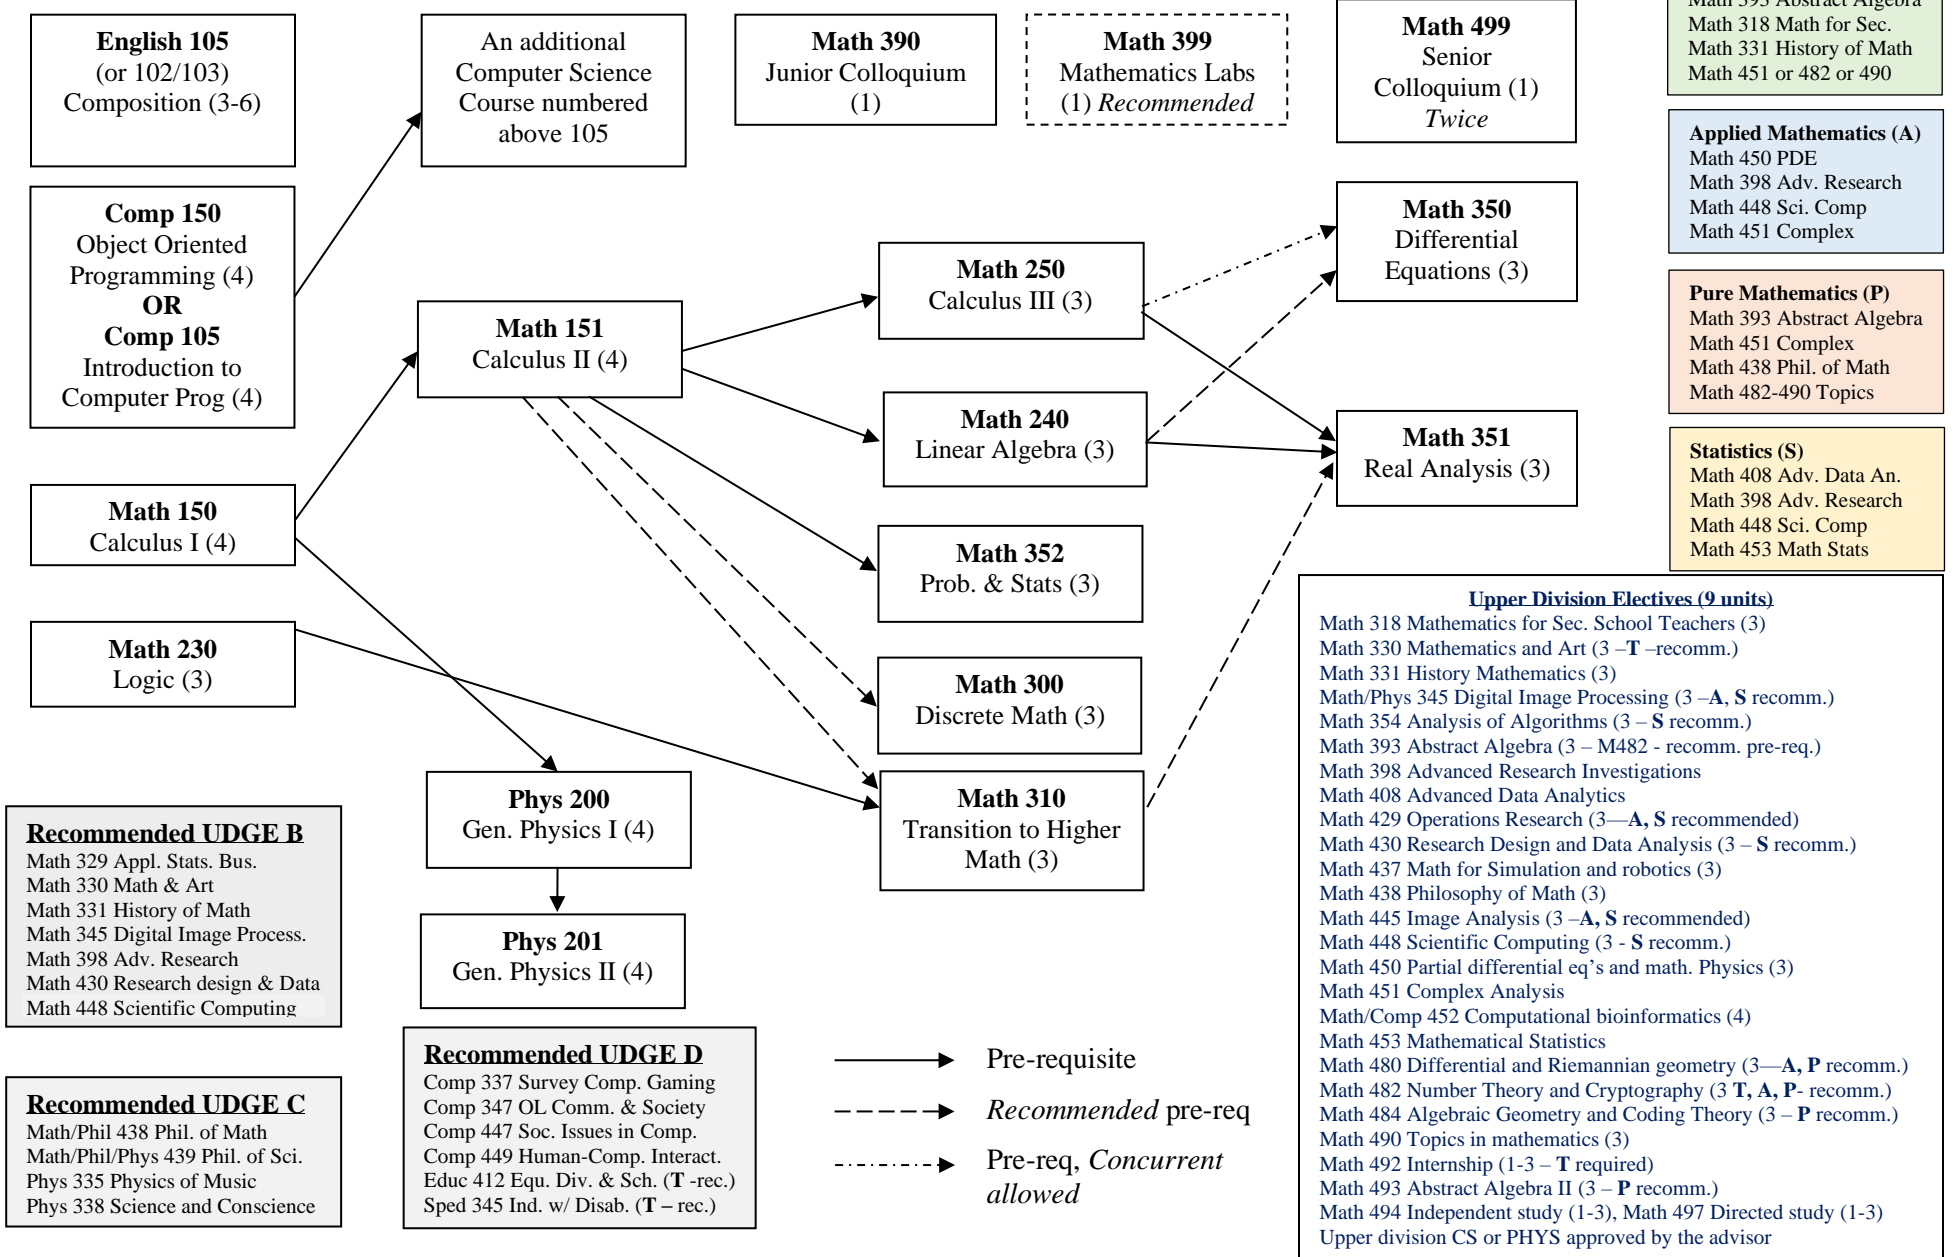 English 105
(or 102/103)
Composition (3-6)
An additional
Computer Science
Course numbered
above 105
Math 390
Junior Colloquium
(1)
Math 399
Mathematics Labs
(1) Recommended
Math 499
Senior
Colloquium (1)
Twice
Math 393 Abstract Algebra
Math 318 Math for Sec.
Math 331 History of Math
Math 451 or 482 or 490
Applied Mathematics (A)
Math 450 PDE
Math 398 Adv. Research
Math 448 Sci. Comp
Math 451 Complex
Pure Mathematics (P)
Math 393 Abstract Algebra
Math 451 Complex
Math 438 Phil. of Math
Math 482-490 Topics
Statistics (S)
Math 408 Adv. Data An.
Math 398 Adv. Research
Math 448 Sci. Comp
Math 453 Math Stats
Comp 150
Object Oriented
Programming (4)
OR
Comp 105
Introduction to
Computer Prog (4)
Math 151
Calculus II (4)
Math 250
Calculus III (3)
Math 350
Differential
Equations (3)
Math 240
Linear Algebra (3)
Math 351
Real Analysis (3)
Math 150
Calculus I (4)
Math 352
Prob. & Stats (3)
Math 230
Logic (3)
Math 300
Discrete Math (3)
Phys 200
Gen. Physics I (4)
Math 310
Transition to Higher
Math (3)
Phys 201
Gen. Physics II (4)
Recommended UDGE B
Math 329 Appl. Stats. Bus.
Math 330 Math & Art
Math 331 History of Math
Math 345 Digital Image Process.
Math 398 Adv. Research
Math 430 Research design & Data
Math 448 Scientific Computing
Recommended UDGE C
Math/Phil 438 Phil. of Math
Math/Phil/Phys 439 Phil. of Sci.
Phys 335 Physics of Music
Phys 338 Science and Conscience
Recommended UDGE D
Comp 337 Survey Comp. Gaming
Comp 347 OL Comm. & Society
Comp 447 Soc. Issues in Comp.
Comp 449 Human-Comp. Interact.
Educ 412 Equ. Div. & Sch. (T -rec.)
Sped 345 Ind. w/ Disab. (T – rec.)
Pre-requisite
Recommended pre-req
Pre-req, Concurrent
allowed
Upper Division Electives (9 units)
Math 318 Mathematics for Sec. School Teachers (3)
Math 330 Mathematics and Art (3 –T –recomm.)
Math 331 History Mathematics (3)
Math/Phys 345 Digital Image Processing (3 –A, S recomm.)
Math 354 Analysis of Algorithms (3 – S recomm.)
Math 393 Abstract Algebra (3 – M482 - recomm. pre-req.)
Math 398 Advanced Research Investigations
Math 408 Advanced Data Analytics
Math 429 Operations Research (3—A, S recommended)
Math 430 Research Design and Data Analysis (3 – S recomm.)
Math 437 Math for Simulation and robotics (3)
Math 438 Philosophy of Math (3)
Math 445 Image Analysis (3 –A, S recommended)
Math 448 Scientific Computing (3 - S recomm.)
Math 450 Partial differential eq’s and math. Physics (3)
Math 451 Complex Analysis
Math/Comp 452 Computational bioinformatics (4)
Math 453 Mathematical Statistics
Math 480 Differential and Riemannian geometry (3—A, P recomm.)
Math 482 Number Theory and Cryptography (3 T, A, P- recomm.)
Math 484 Algebraic Geometry and Coding Theory (3 – P recomm.)
Math 490 Topics in mathematics (3)
Math 492 Internship (1-3 – T required)
Math 493 Abstract Algebra II (3 – P recomm.)
Math 494 Independent study (1-3), Math 497 Directed study (1-3)
Upper division CS or PHYS approved by the advisor